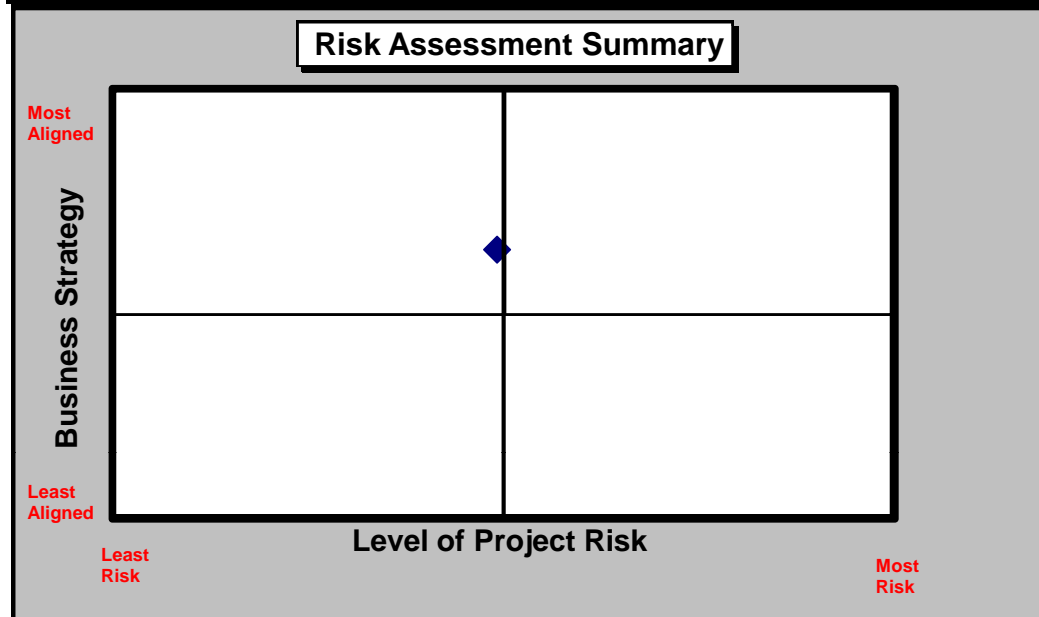 Risk Assessment Summary
Most
Aligned
Business Strategy
Least
Aligned
Level of Project Risk
Least
Risk
Most
Risk